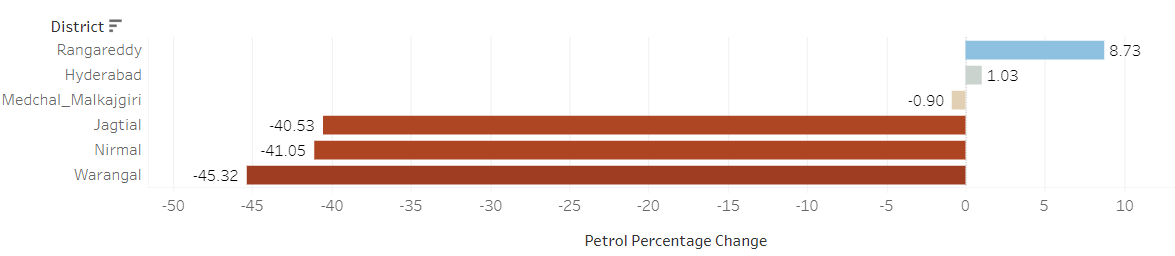 District
Rangareddy 8.73
Hyderabad 1.03
Medchal_Malkajgiri -0.90
Jagtial -40.53
Nirmal -41.05
Warangal -45.32
-50 -45 -40 -35 -30 -25 -20 -15 -10 -5 0 5 10
Petrol Percentage Change